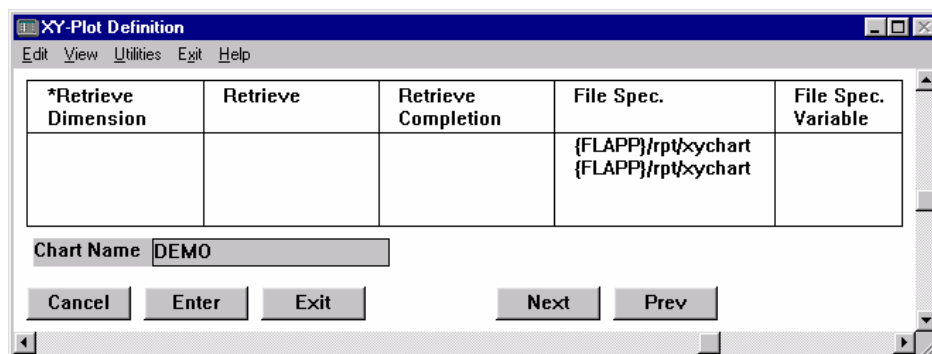 XY-Plot Definition
Edit View Utilities Exit Help
*Retrieve Dimension Retrieve Retrieve Completion File Spec. File Spec. Variable
{FLAPP}/rpt/xychart
{FLAPP}/rpt/xychart
Chart Name DEMO
Cancel Enter Exit Next Prev